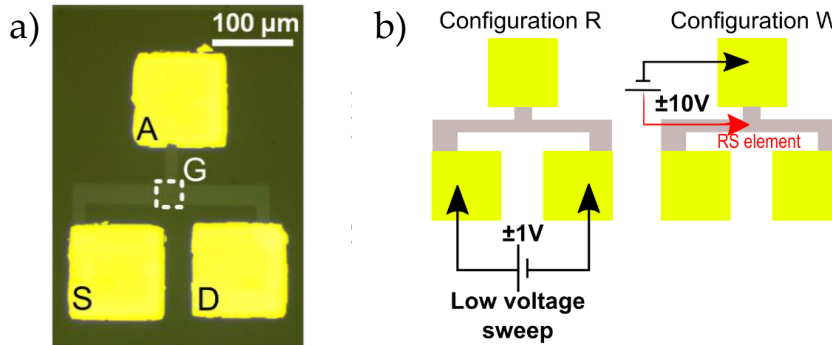 a)
100 µm
A
G
S
D
b)
Configuration R
±1V
Low voltage
sweep
Configuration W
±10V
RS element